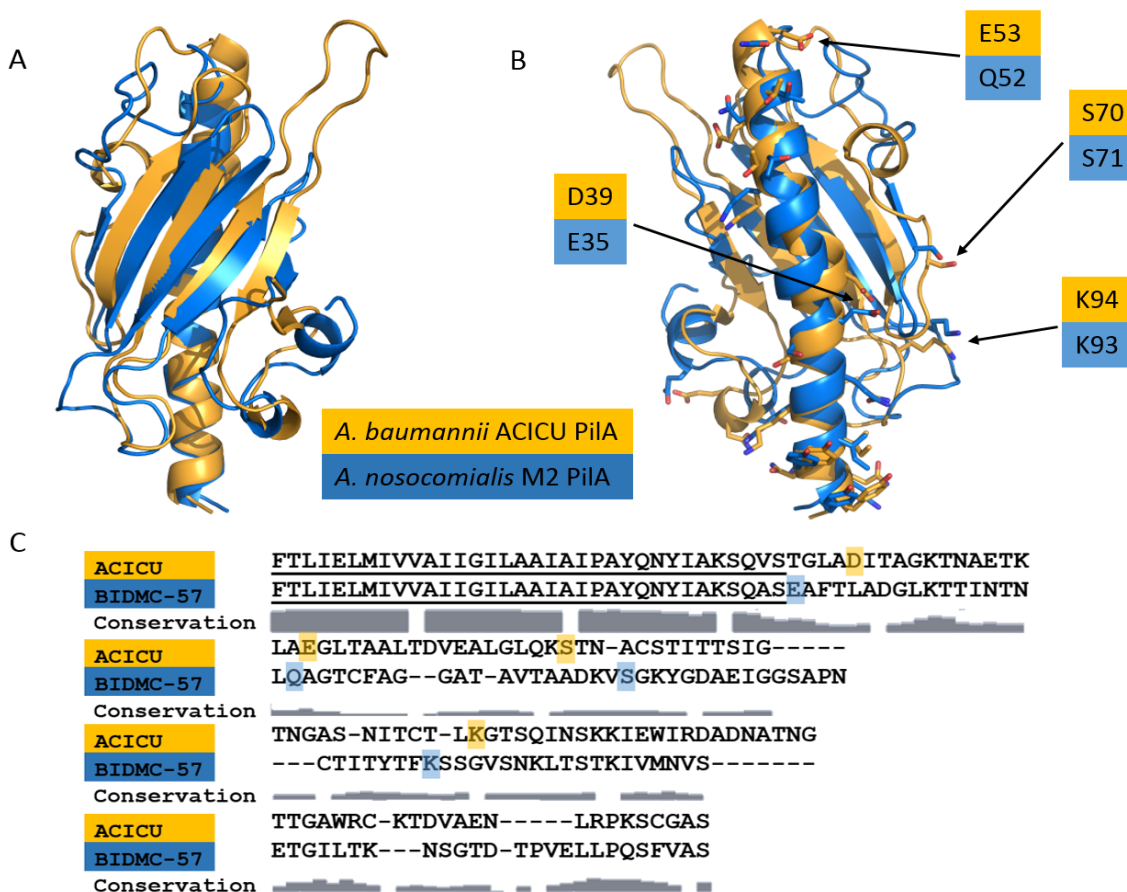 A
B
E53
Q52
S70
S71
D39
E35
K94
K93
A. baumannii ACICU PilA
A. nosocomialis M2 PilA
C
ACICU FTLIELMIVVAIIGILAAIAIPAYQNYIAKSQVSTGLADITAGKTNAETK
BIDMC-57 FTLIELMIVVAIIGILAAIAIPAYQNYIAKSQASEAFTLADGLKTTINTN
Conservation
ACICU LAEGLTAALTDVEALGLQKSTN-ACSTITTSIG-----
BIDMC-57 LQAGTCFAG--GAT-AVTAADKVSGKYGDAEIGGSAPN
Conservation
ACICU TNGAS-NITCT-LKGTSQINSKKIEWIRDADNATNG
BIDMC-57 ---CTITYTFKSSGVSNKLTSTKIVMNVS-------
Conservation
ACICU TTGAWRC-KTDVAEN-----LRPKSCGAS
BIDMC-57 ETGILTK---NSGTD-TPVELLPQSFVAS
Conservation